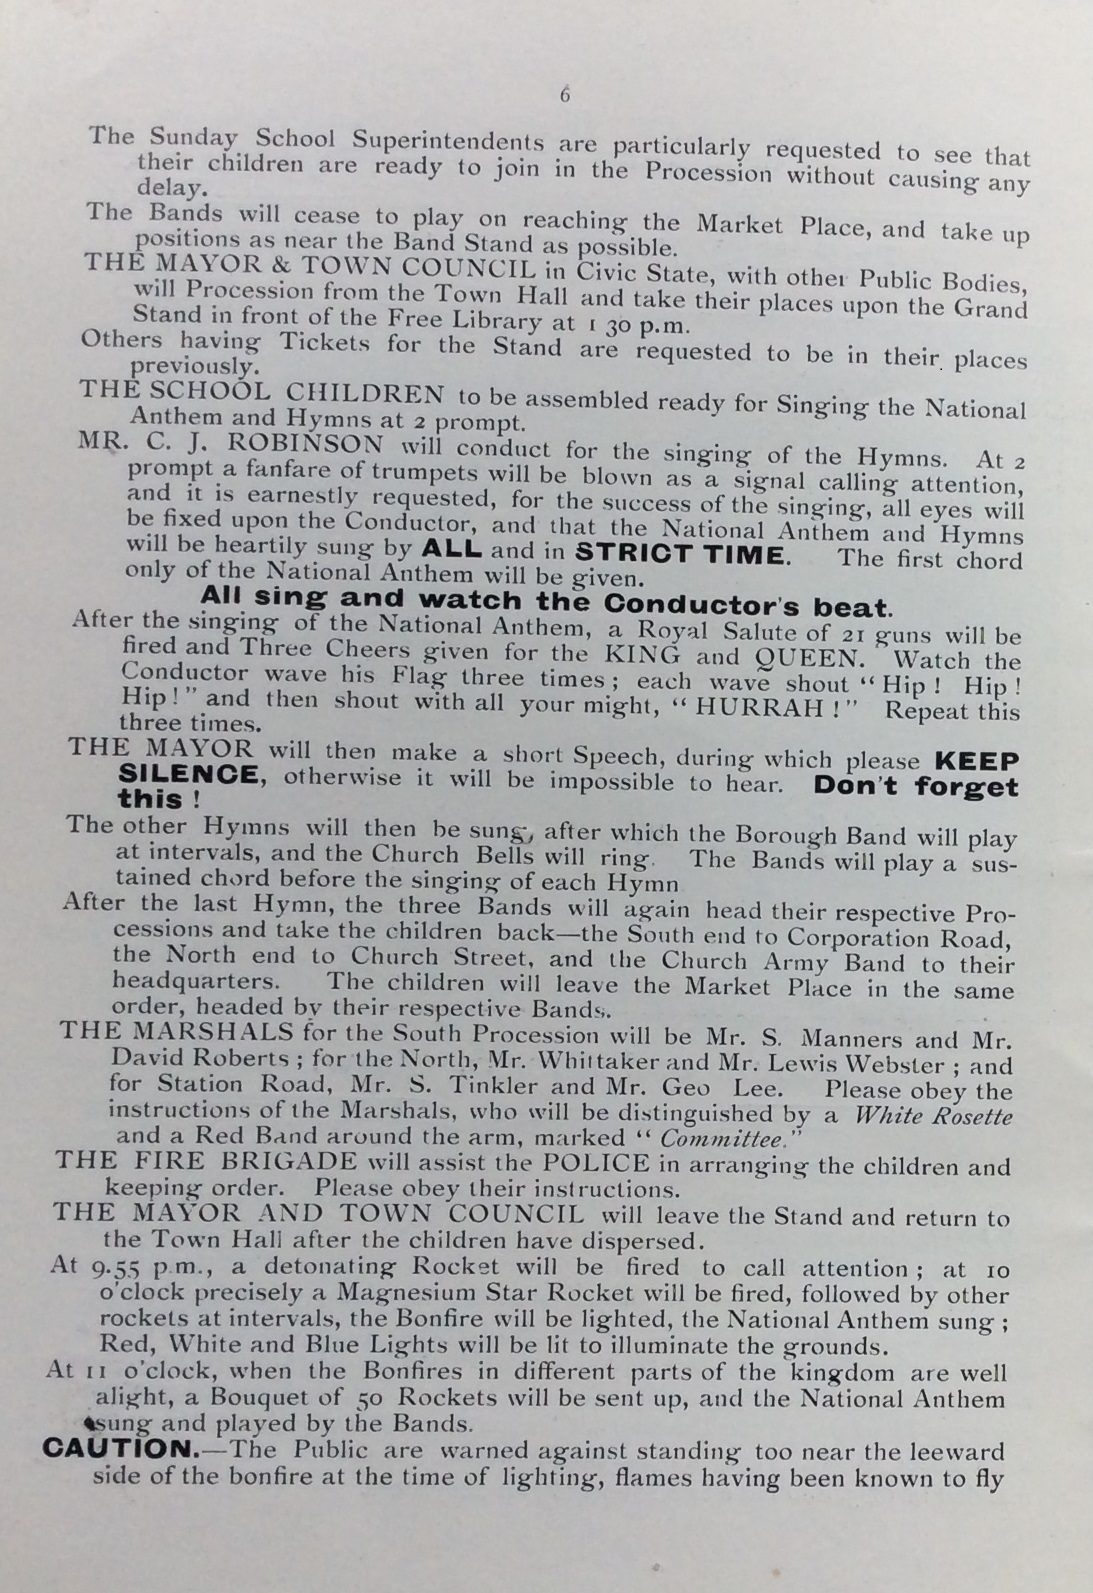 6
The Sunday School Superintendents are particularly requested to see that
their children are ready to join in the Procession without causing any
delay.
The Bands will cease to play on reaching the Market Place, and take up
positions as near the Band Stand as possible.
THE MAYOR & TOWN COUNCIL in Civic State, with other Public Bodies,
will Procession from the Town Hall and take their places upon the Grand
Stand in front of the Free Library at 1 30 p.m.
Others having Tickets for the Stand are requested to be in their places
previously.
THE SCHOOL CHILDREN to be assembled ready for Singing the National
Anthem and Hymns at 2 prompt.
MR. C. J. ROBINSON will conduct for the singing of the Hymns. At 2
prompt a fanfare of trumpets will be blown as a signal calling attention,
and it is earnestly requested, for the success of the singing, all eyes will
be fixed upon the Conductor, and that the National Anthem and Hymns
will be heartily sung by ALL and in STRICT TIME. The first chord
only of the National Anthem will be given.
All sing and watch the Conductor's beat.
After the singing of the National Anthem, a Royal Salute of 21 guns will be
fired and Three Cheers given for the KING and QUEEN. Watch the
Conductor wave his Flag three times; each wave shout "Hip! Hip!
Hip!" and then shout with all your might, "HURRAH!" Repeat this
three times.
THE MAYOR will then make a short Speech, during which please KEEP
SILENCE, otherwise it will be impossible to hear. Don't forget
this!
The other Hymns will then be sung, after which the Borough Band will play
at intervals, and the Church Bells will ring. The Bands will play a sus-
tained chord before the singing of each Hymn
After the last Hymn, the three Bands will again head their respective Pro-
cessions and take the children back—the South end to Corporation Road,
the North end to Church Street, and the Church Army Band to their
headquarters. The children will leave the Market Place in the same
order, headed by their respective Bands.
THE MARSHALS for the South Procession will be Mr. S. Manners and Mr.
David Roberts; for the North, Mr. Whittaker and Mr. Lewis Webster; and
for Station Road, Mr. S. Tinkler and Mr. Geo Lee. Please obey the
instructions of the Marshals, who will be distinguished by a White Rosette
and a Red Band around the arm, marked "Committee."
THE FIRE BRIGADE will assist the POLICE in arranging the children and
keeping order. Please obey their instructions.
THE MAYOR AND TOWN COUNCIL will leave the Stand and return to
the Town Hall after the children have dispersed.
At 9.55 p.m., a detonating Rocket will be fired to call attention; at 10
o'clock precisely a Magnesium Star Rocket will be fired, followed by other
rockets at intervals, the Bonfire will be lighted, the National Anthem sung;
Red, White and Blue Lights will be lit to illuminate the grounds.
At 11 o'clock, when the Bonfires in different parts of the kingdom are well
alight, a Bouquet of 50 Rockets will be sent up, and the National Anthem
sung and played by the Bands.
CAUTION.—The Public are warned against standing too near the leeward
side of the bonfire at the time of lighting, flames having been known to fly